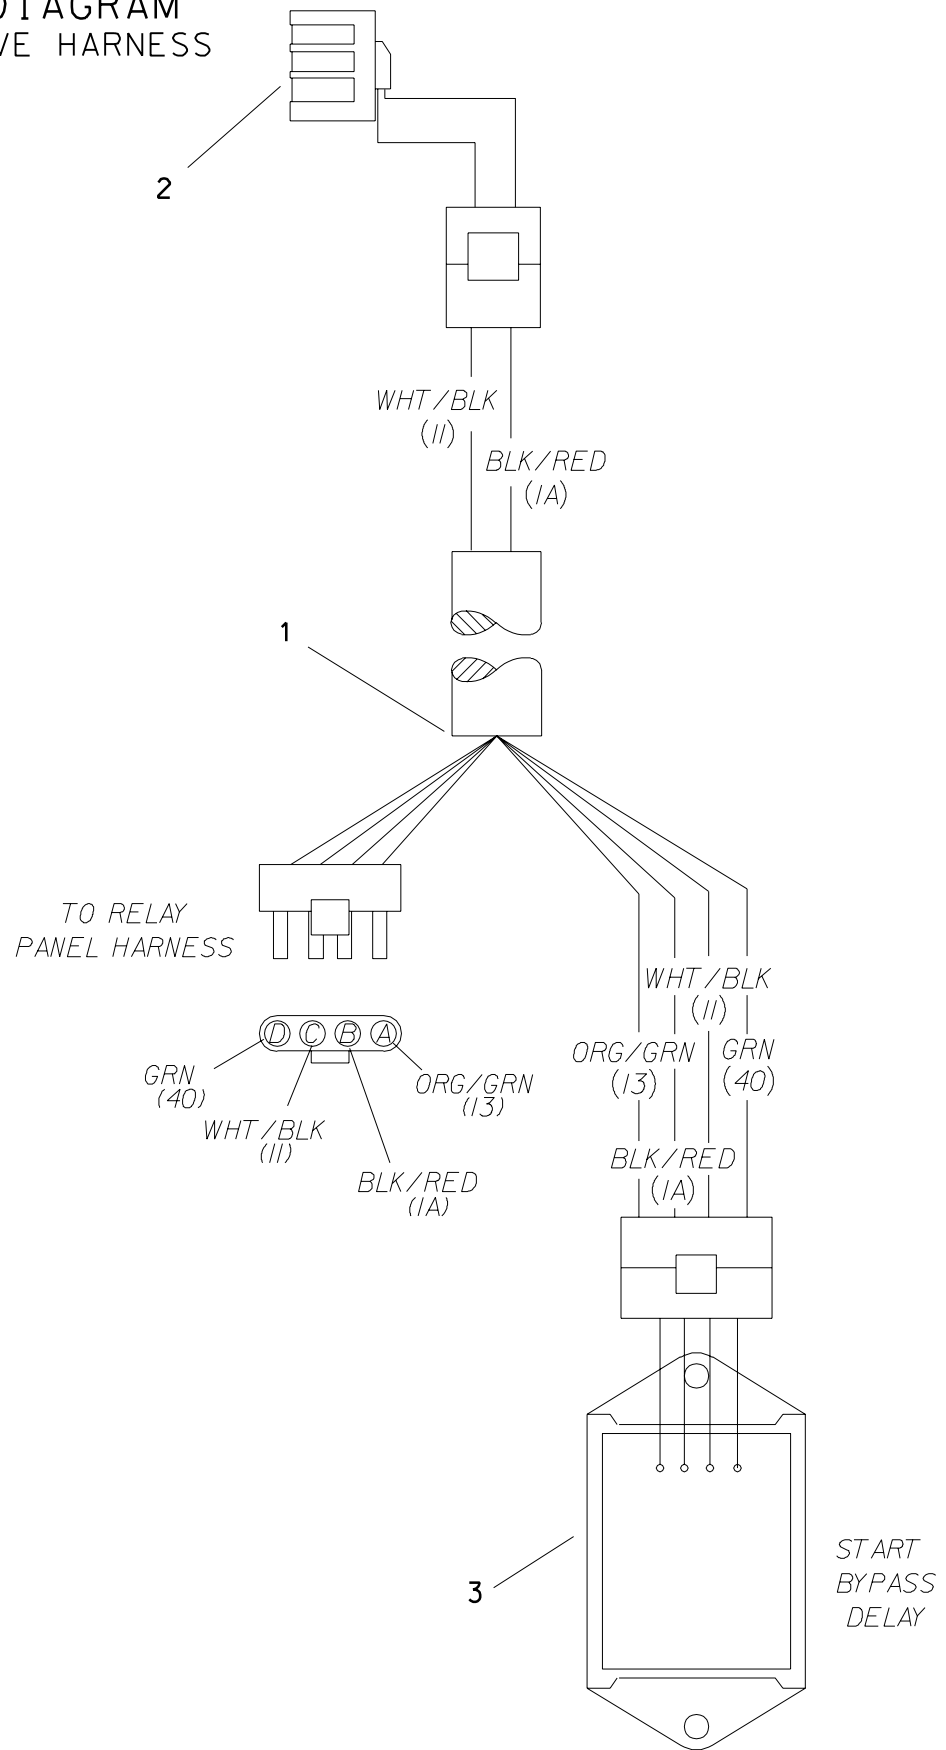 DIAGRAM
VE HARNESS
2
WHT/BLK
(11)
BLK/RED
(1A)
1
TO RELAY
PANEL HARNESS
D C B A
GRN
(40)
WHT/BLK
(11)
BLK/RED
(1A)
ORG/GRN
(13)
WHT/BLK
(11)
ORG/GRN
(13)
GRN
(40)
BLK/RED
(1A)
3
START
BYPASS
DELAY